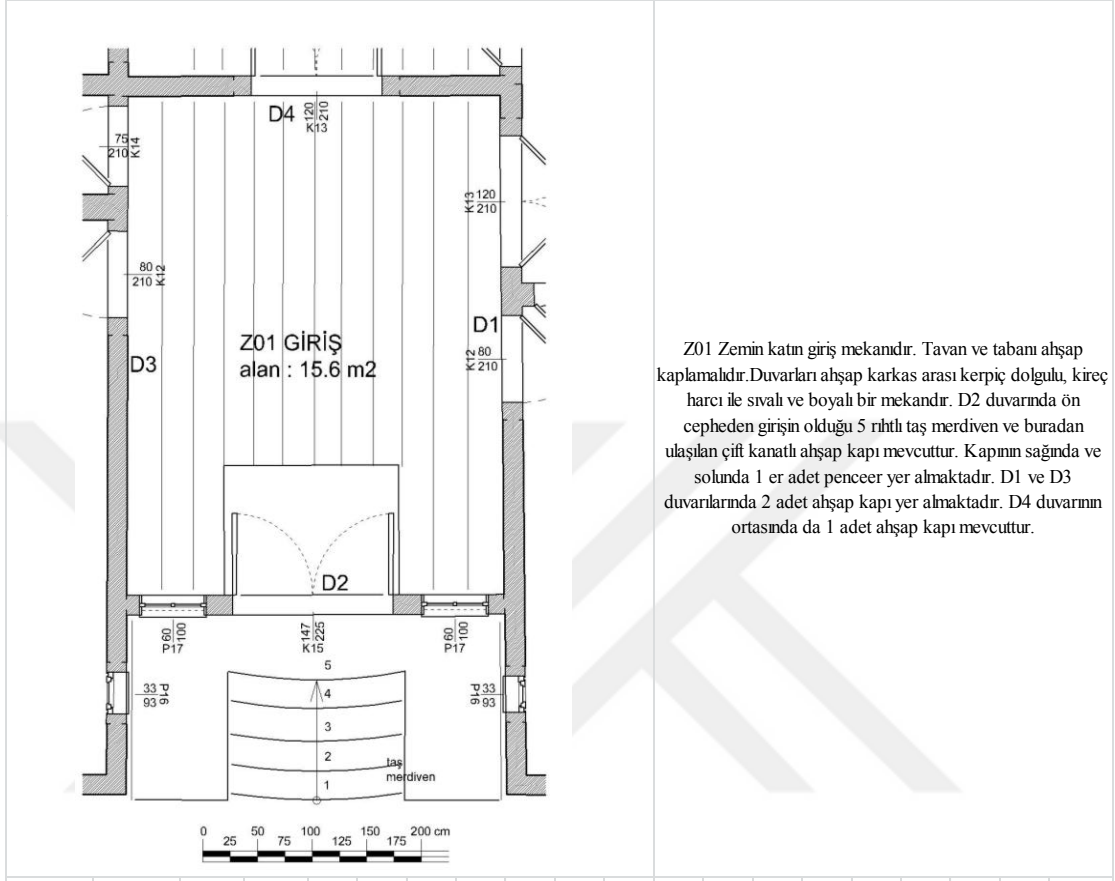 D4
120
210
K13
75
210
K14
K13
120
210
80
210
K12
D1
Z01 GİRİŞ
alan : 15.6 m2
D3
K12
80
210
D2
60
100
P17
147
225
K15
60
100
P17
5
33
93
P16
P16
33
93
4
3
2
taş
merdiven
1
0 25 50 75 100 125 150 175 200 cm
Z01 Zemin katın giriş mekanıdır. Tavan ve tabanı ahşap
kaplamalıdır.Duvarları ahşap karkas arası kerpiç dolgulu, kireç
harcı ile sıvalı ve boyalı bir mekandır. D2 duvarında ön
cepheden girişin olduğu 5 rıhtlı taş merdiven ve buradan
ulaşılan çift kanatlı ahşap kapı mevcuttur. Kapının sağında ve
solunda 1 er adet penceer yer almaktadır. D1 ve D3
duvarılarında 2 adet ahşap kapı yer almaktadır. D4 duvarının
ortasında da 1 adet ahşap kapı mevcuttur.